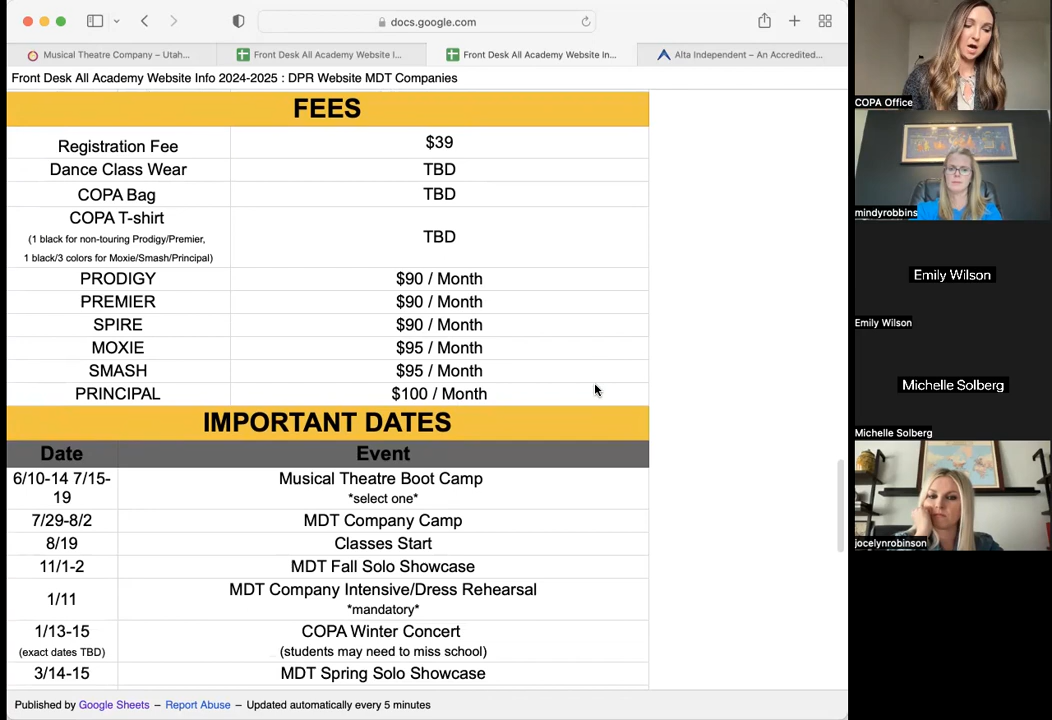 docs.google.com
Musical Theatre Company – Utah...
Front Desk All Academy Website I...
Front Desk All Academy Website In...
Alta Independent – An Accredited...
Front Desk All Academy Website Info 2024-2025 : DPR Website MDT Companies
FEES
Registration Fee $39
Dance Class Wear TBD
COPA Bag TBD
COPA T-shirt
(1 black for non-touring Prodigy/Premier,
1 black/3 colors for Moxie/Smash/Principal)
TBD
PRODIGY $90 / Month
PREMIER $90 / Month
SPIRE $90 / Month
MOXIE $95 / Month
SMASH $95 / Month
PRINCIPAL $100 / Month
IMPORTANT DATES
Date Event
6/10-14 7/15-
19
Musical Theatre Boot Camp
*select one*
7/29-8/2 MDT Company Camp
8/19 Classes Start
11/1-2 MDT Fall Solo Showcase
1/11
MDT Company Intensive/Dress Rehearsal
*mandatory*
1/13-15
(exact dates TBD)
COPA Winter Concert
(students may need to miss school)
3/14-15 MDT Spring Solo Showcase
Published by Google Sheets – Report Abuse – Updated automatically every 5 minutes
COPA Office
mindyrobbins
Emily Wilson
Emily Wilson
Michelle Solberg
Michelle Solberg
jocelynrobinson